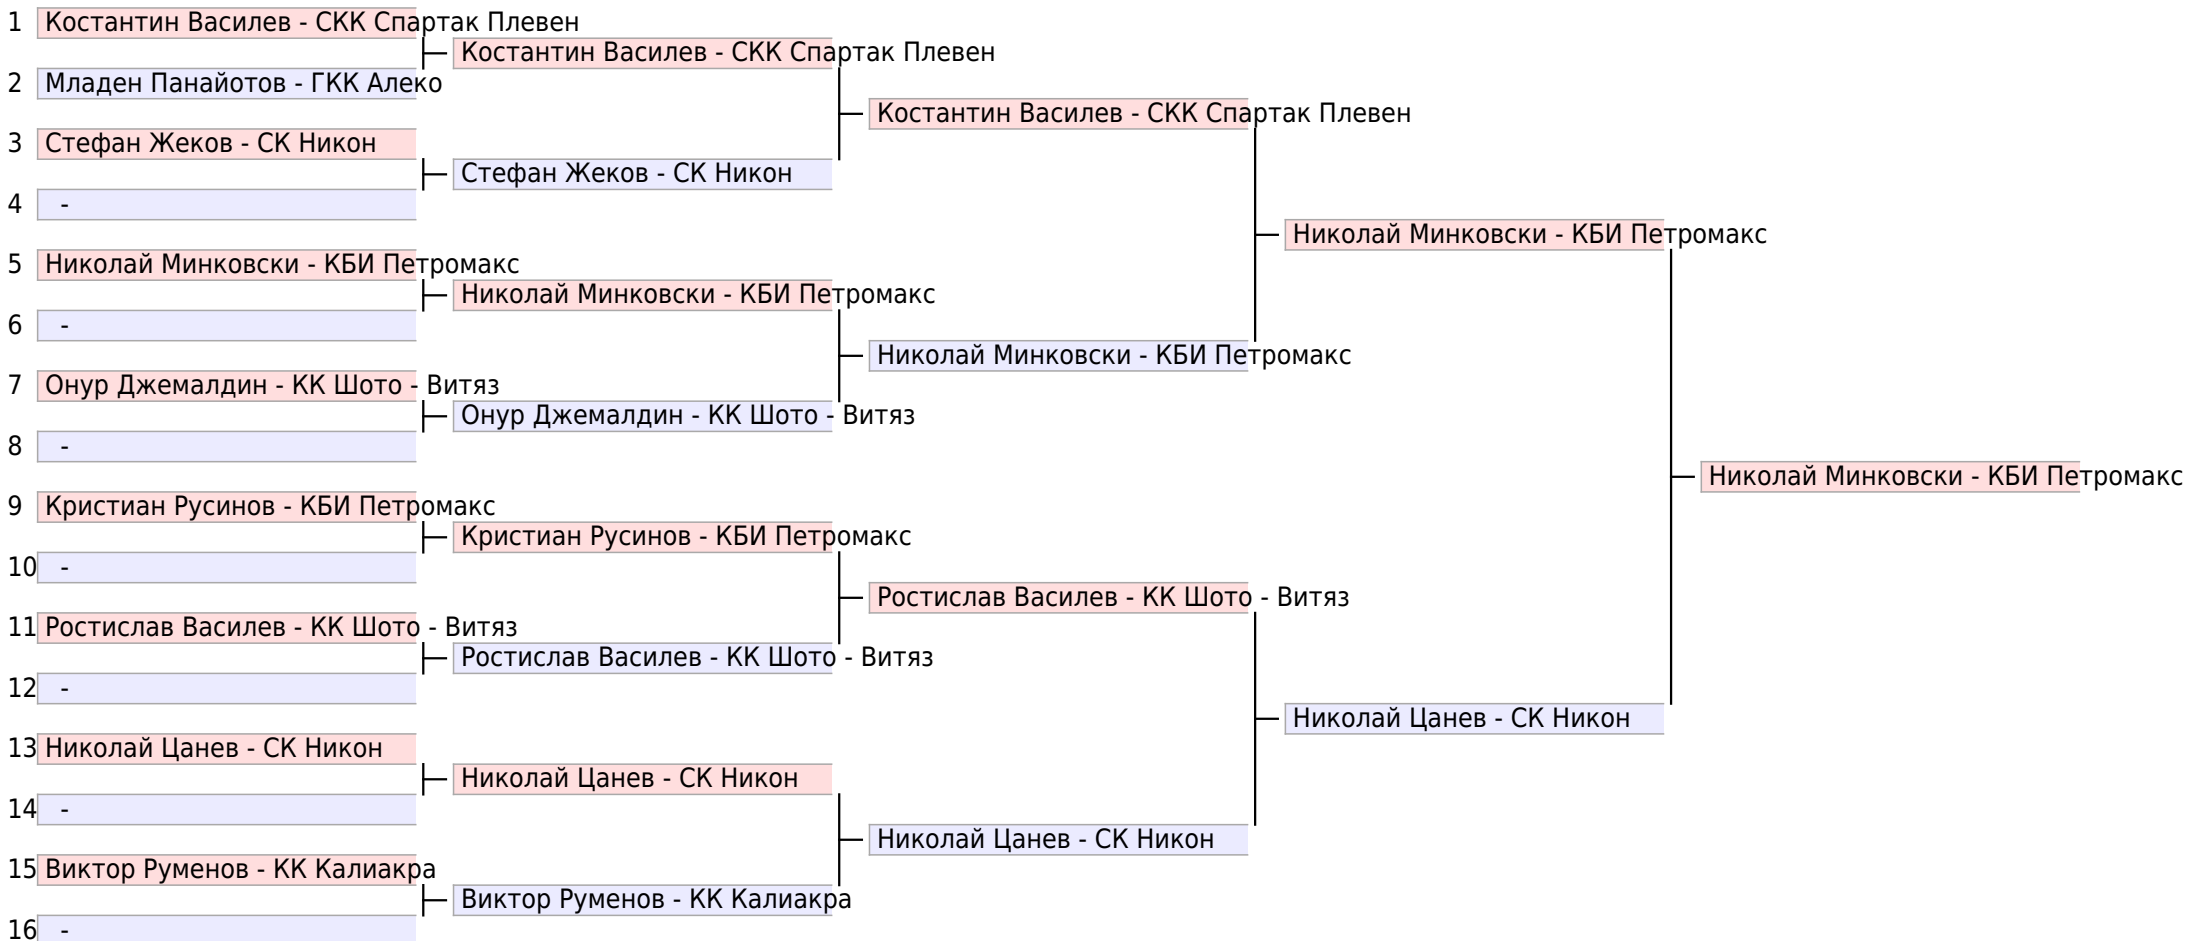 1 Костантин Василев - СКК Спартак Плевен
Костантин Василев - СКК Спартак Плевен
2 Младен Панайотов - ГКК Алеко
Костантин Василев - СКК Спартак Плевен
3 Стефан Жеков - СК Никон
Стефан Жеков - СК Никон
4 -
Николай Минковски - КБИ Петромакс
5 Николай Минковски - КБИ Петромакс
Николай Минковски - КБИ Петромакс
6 -
Николай Минковски - КБИ Петромакс
7 Онур Джемалдин - КК Шото - Витяз
Онур Джемалдин - КК Шото - Витяз
8 -
Николай Минковски - КБИ Петромакс
9 Кристиан Русинов - КБИ Петромакс
Кристиан Русинов - КБИ Петромакс
10 -
Ростислав Василев - КК Шото - Витяз
11 Ростислав Василев - КК Шото - Витяз
Ростислав Василев - КК Шото - Витяз
12 -
Николай Цанев - СК Никон
13 Николай Цанев - СК Никон
Николай Цанев - СК Никон
14 -
Николай Цанев - СК Никон
15 Виктор Руменов - КК Калиакра
Виктор Руменов - КК Калиакра
16 -